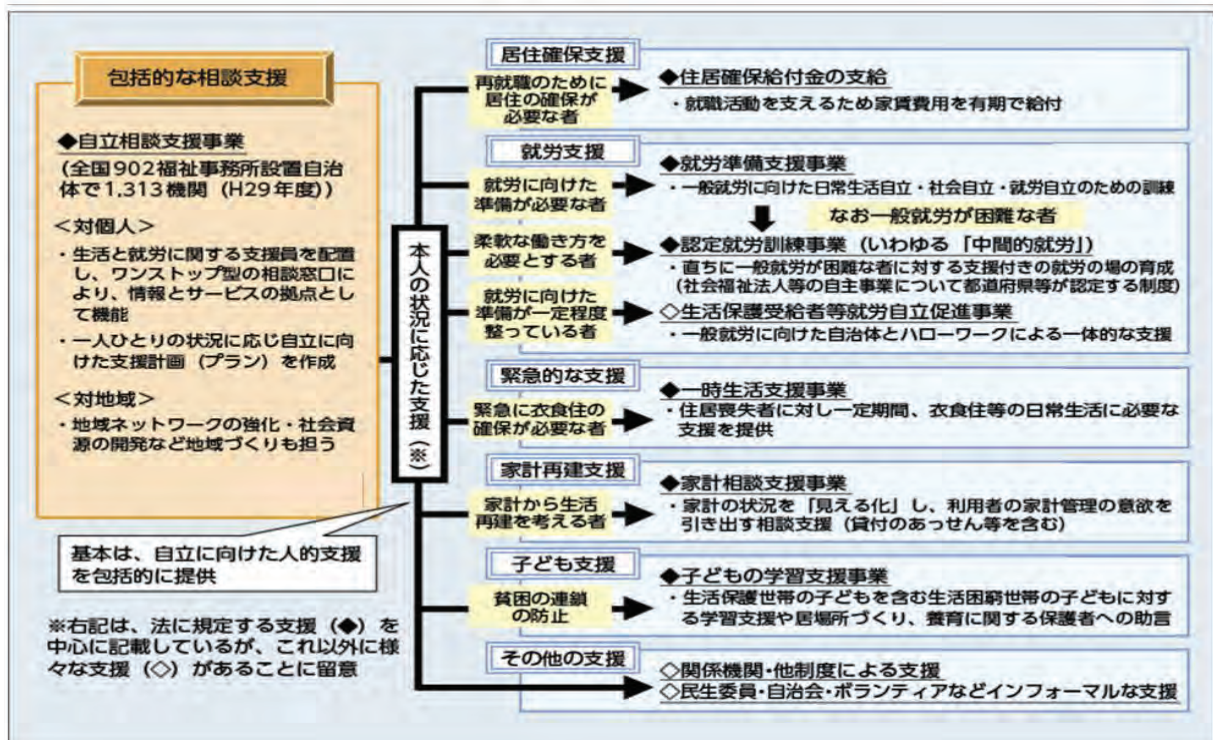 包括的な相談支援
◆自立相談支援事業
(全国902福祉事務所設置自治
体で1,313機関（H29年度）)
＜対個人＞
・生活と就労に関する支援員を配置
し、ワンストップ型の相談窓口に
より、情報とサービスの拠点とし
て機能
・一人ひとりの状況に応じ自立に向
けた支援計画（プラン）を作成
＜対地域＞
・地域ネットワークの強化・社会資
源の開発など地域づくりも担う
基本は、自立に向けた人的支援
を包括的に提供
※右記は、法に規定する支援（◆）を
中心に記載しているが、これ以外に様
々な支援（◇）があることに留意
本人の状況に応じた支援（※）
居住確保支援
再就職のために
居住の確保が
必要な者
◆住居確保給付金の支給
・就職活動を支えるため家賃費用を有期で給付
就労支援
就労に向けた
準備が必要な者
◆就労準備支援事業
・一般就労に向けた日常生活自立・社会自立・就労自立のための訓練
なお一般就労が困難な者
柔軟な働き方を
必要とする者
◆認定就労訓練事業（いわゆる「中間的就労」）
・直ちに一般就労が困難な者に対する支援付きの就労の場の育成
（社会福祉法人等の自主事業について都道府県等が認定する制度）
就労に向けた
準備が一定程度
整っている者
◇生活保護受給者等就労自立促進事業
・一般就労に向けた自治体とハローワークによる一体的な支援
緊急的な支援
緊急に衣食住の
確保が必要な者
◆一時生活支援事業
・住居喪失者に対し一定期間、衣食住等の日常生活に必要な
支援を提供
家計再建支援
家計から生活
再建を考える者
◆家計相談支援事業
・家計の状況を「見える化」し、利用者の家計管理の意欲を
引き出す相談支援（貸付のあっせん等を含む）
子ども支援
貧困の連鎖
の防止
◆子どもの学習支援事業
・生活保護世帯の子どもを含む生活困窮世帯の子どもに対す
る学習支援や居場所づくり、養育に関する保護者への助言
その他の支援
◇関係機関・他制度による支援
◇民生委員・自治会・ボランティアなどインフォーマルな支援